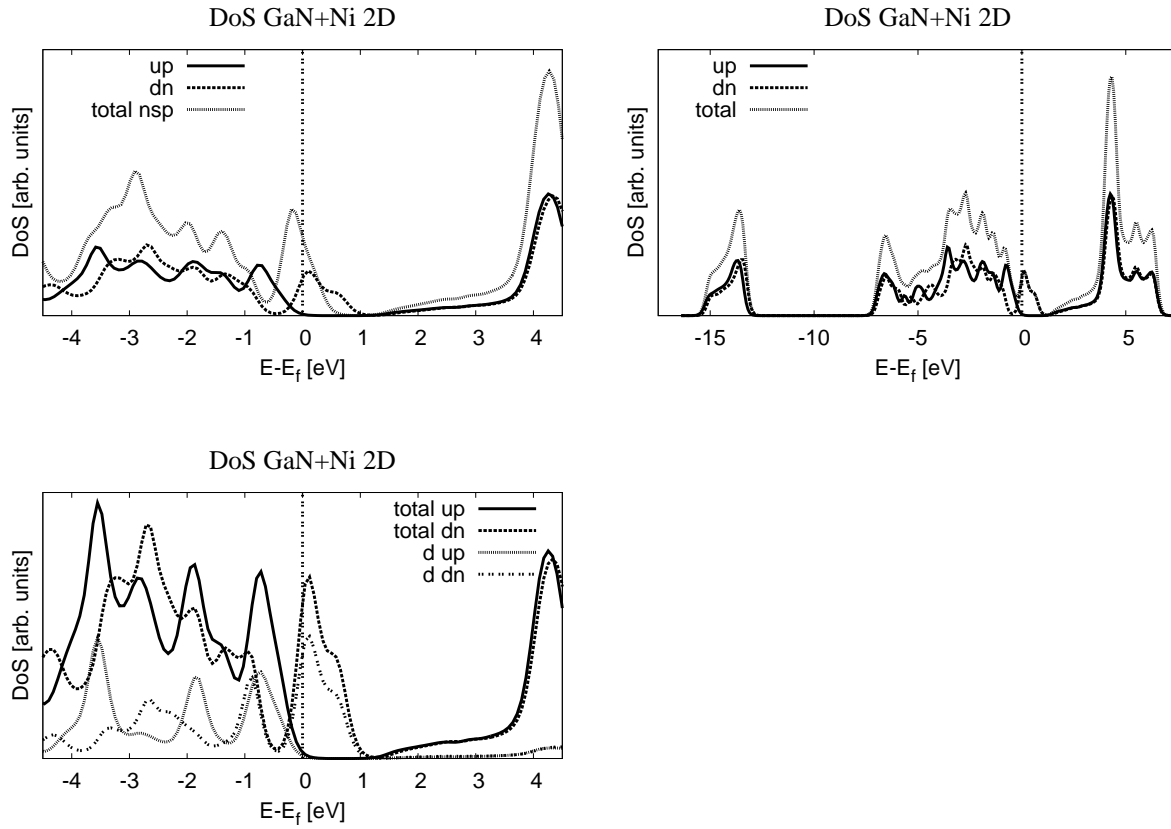 DoS GaN+Ni 2D
up
dn
total nsp
DoS [arb. units]
-4 -3 -2 -1 0 1 2 3 4
E-Ef [eV]
DoS GaN+Ni 2D
up
dn
total
DoS [arb. units]
-15 -10 -5 0 5
E-Ef [eV]
DoS GaN+Ni 2D
total up
total dn
d up
d dn
DoS [arb. units]
-4 -3 -2 -1 0 1 2 3 4
E-Ef [eV]